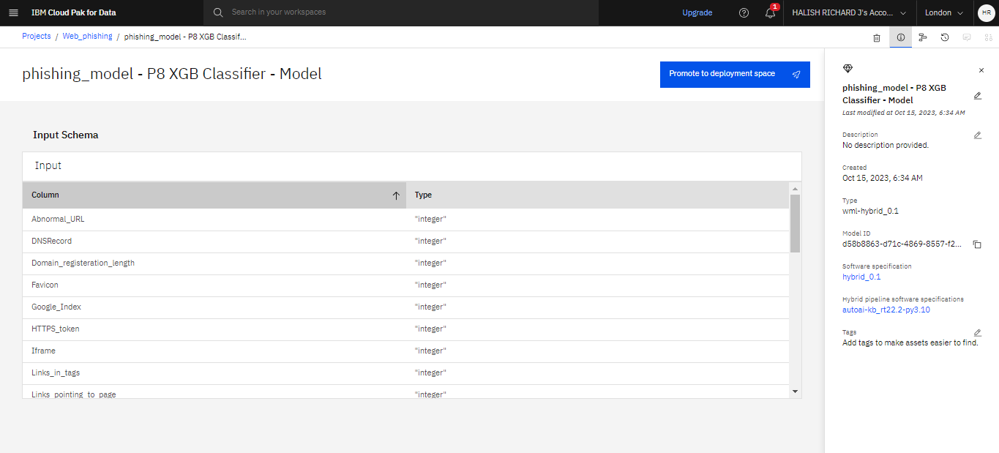 IBM Cloud Pak for Data
Search in your workspaces
Upgrade
1
HALISH RICHARD J's Acco...
London
HR
Projects / Web_phishing / phishing_model - P8 XGB Classif...
phishing_model - P8 XGB Classifier - Model
Promote to deployment space
Input Schema
Input
Column Type
Abnormal_URL "integer"
DNSRecord "integer"
Domain_registeration_length "integer"
Favicon "integer"
Google_Index "integer"
HTTPS_token "integer"
Iframe "integer"
Links_in_tags "integer"
Links_pointing_to_page "integer"
phishing_model - P8 XGB
Classifier - Model
Last modified at Oct 15, 2023, 6:34 AM
Description
No description provided.
Created
Oct 15, 2023, 6:34 AM
Type
wml-hybrid_0.1
Model ID
d58b8863-d71c-4869-8557-f2...
Software specification
hybrid_0.1
Hybrid pipeline software specifications
autoai-kb_rt22.2-py3.10
Tags
Add tags to make assets easier to find.